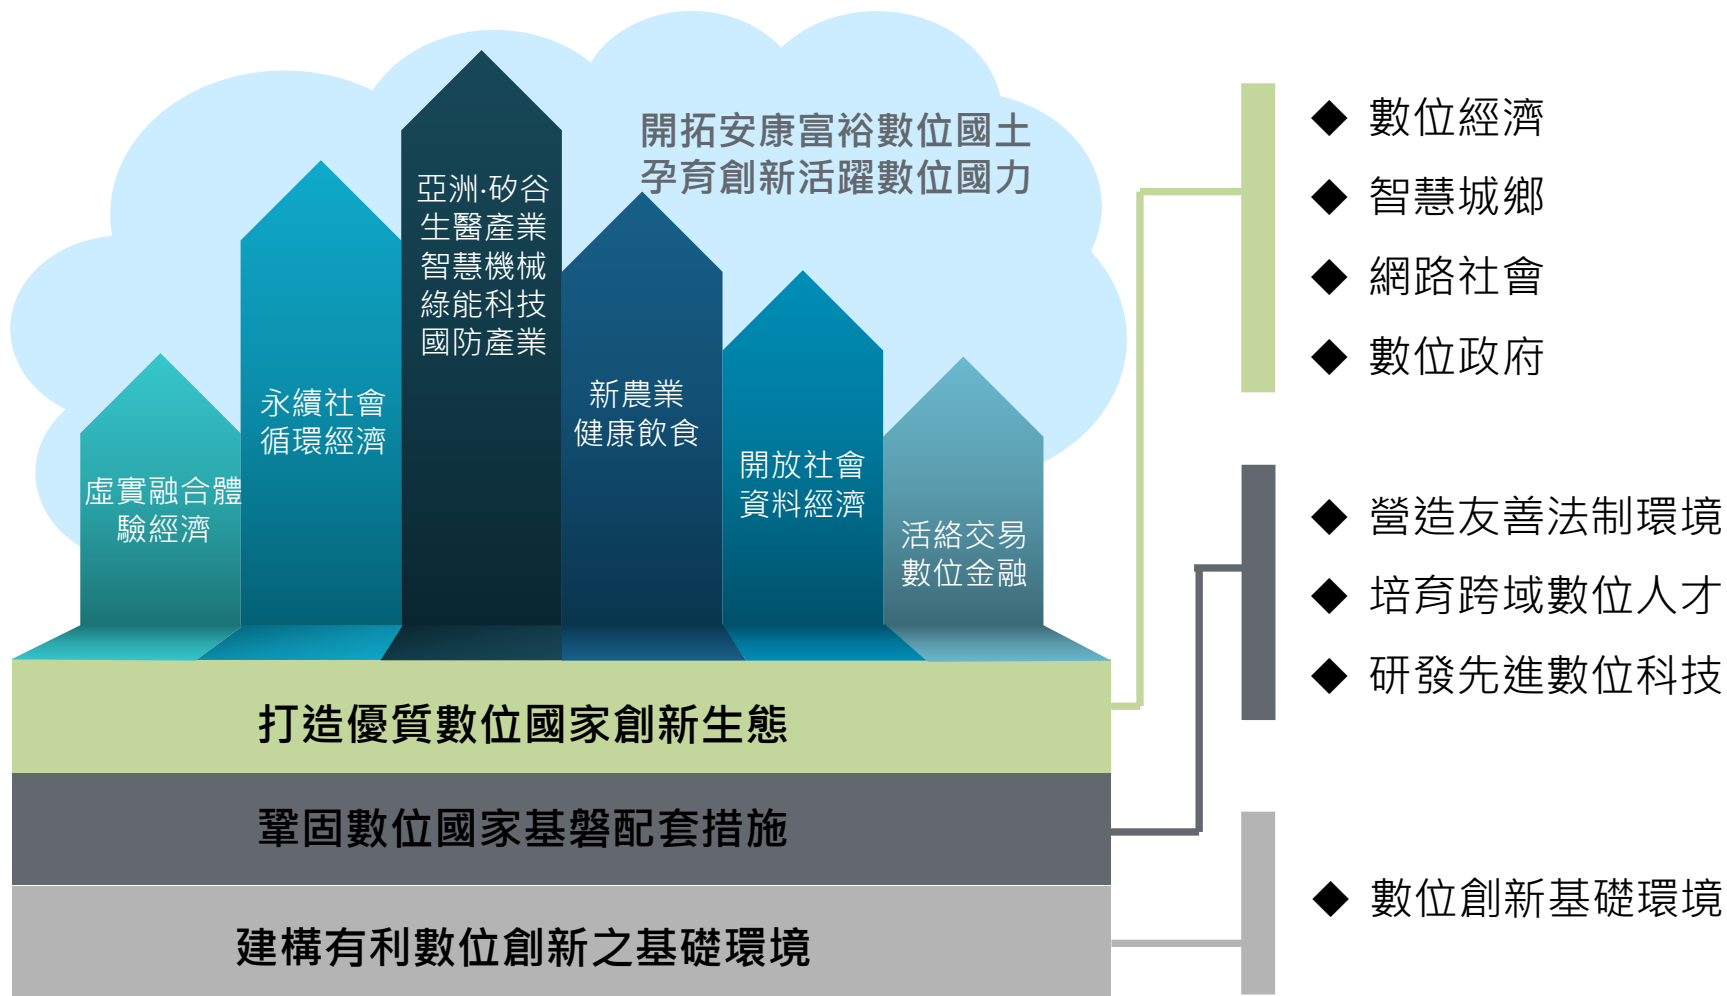 開拓安康富裕數位國土
孕育創新活躍數位國力
虛實融合體
驗經濟
永續社會
循環經濟
亞洲·矽谷
生醫產業
智慧機械
綠能科技
國防產業
新農業
健康飲食
開放社會
資料經濟
活絡交易
數位金融
打造優質數位國家創新生態
鞏固數位國家基磐配套措施
建構有利數位創新之基礎環境
◆ 數位經濟
◆ 智慧城鄉
◆ 網路社會
◆ 數位政府
◆ 營造友善法制環境
◆ 培育跨域數位人才
◆ 研發先進數位科技
◆ 數位創新基礎環境